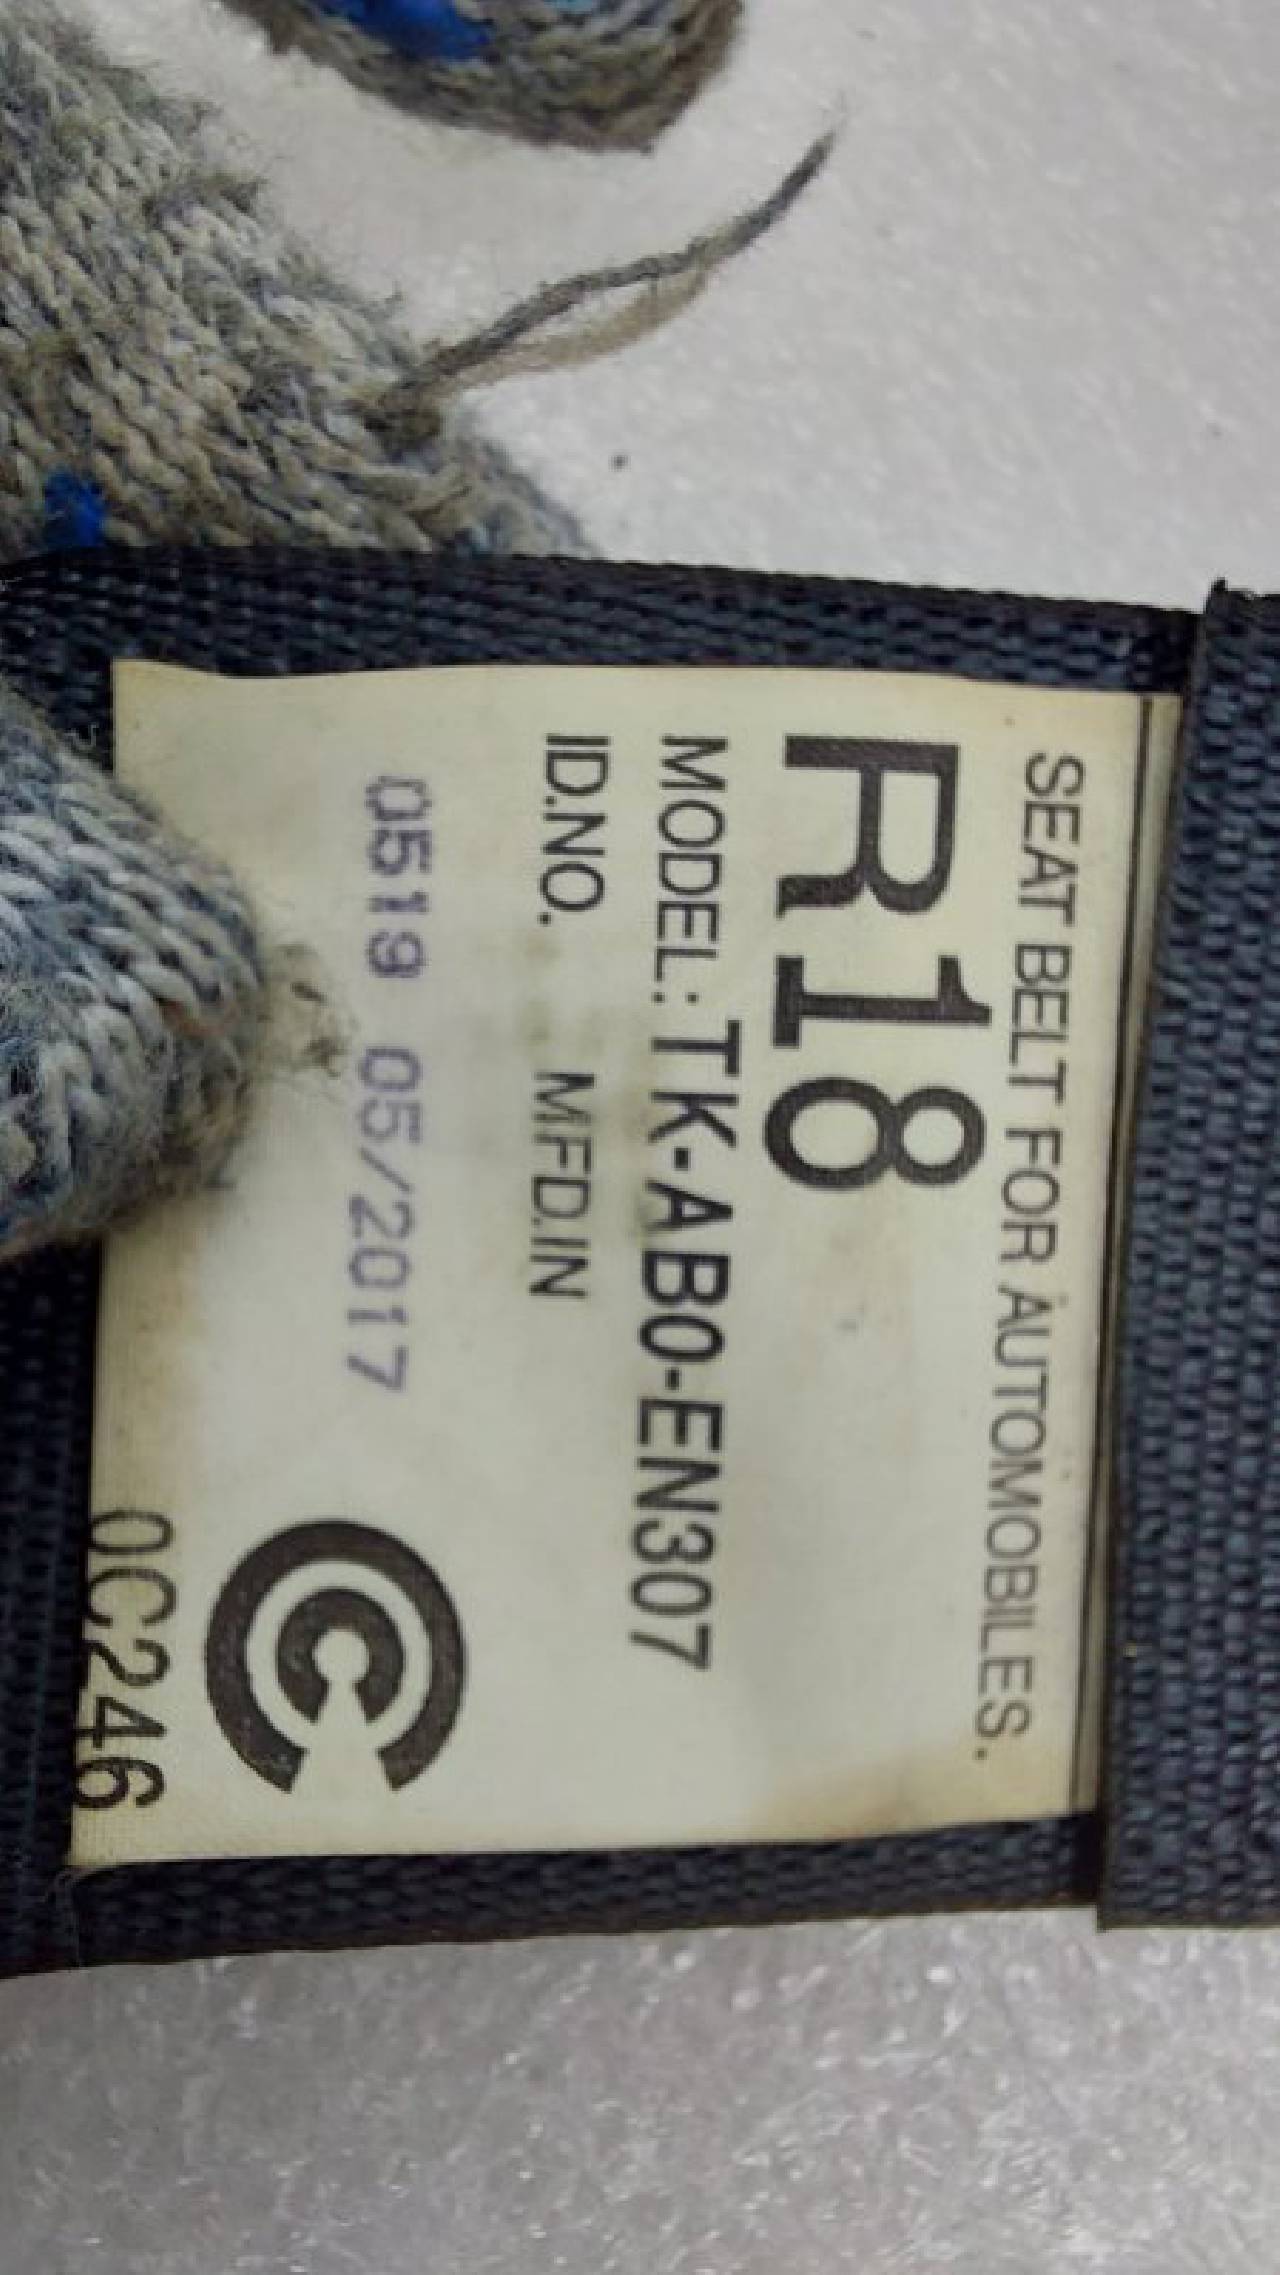 SEAT BELT FOR AUTOMOBILES.
R18
MODEL: TK-AB0-EN307
ID.NO. MFD.IN
0519 05/2017
C
0C246